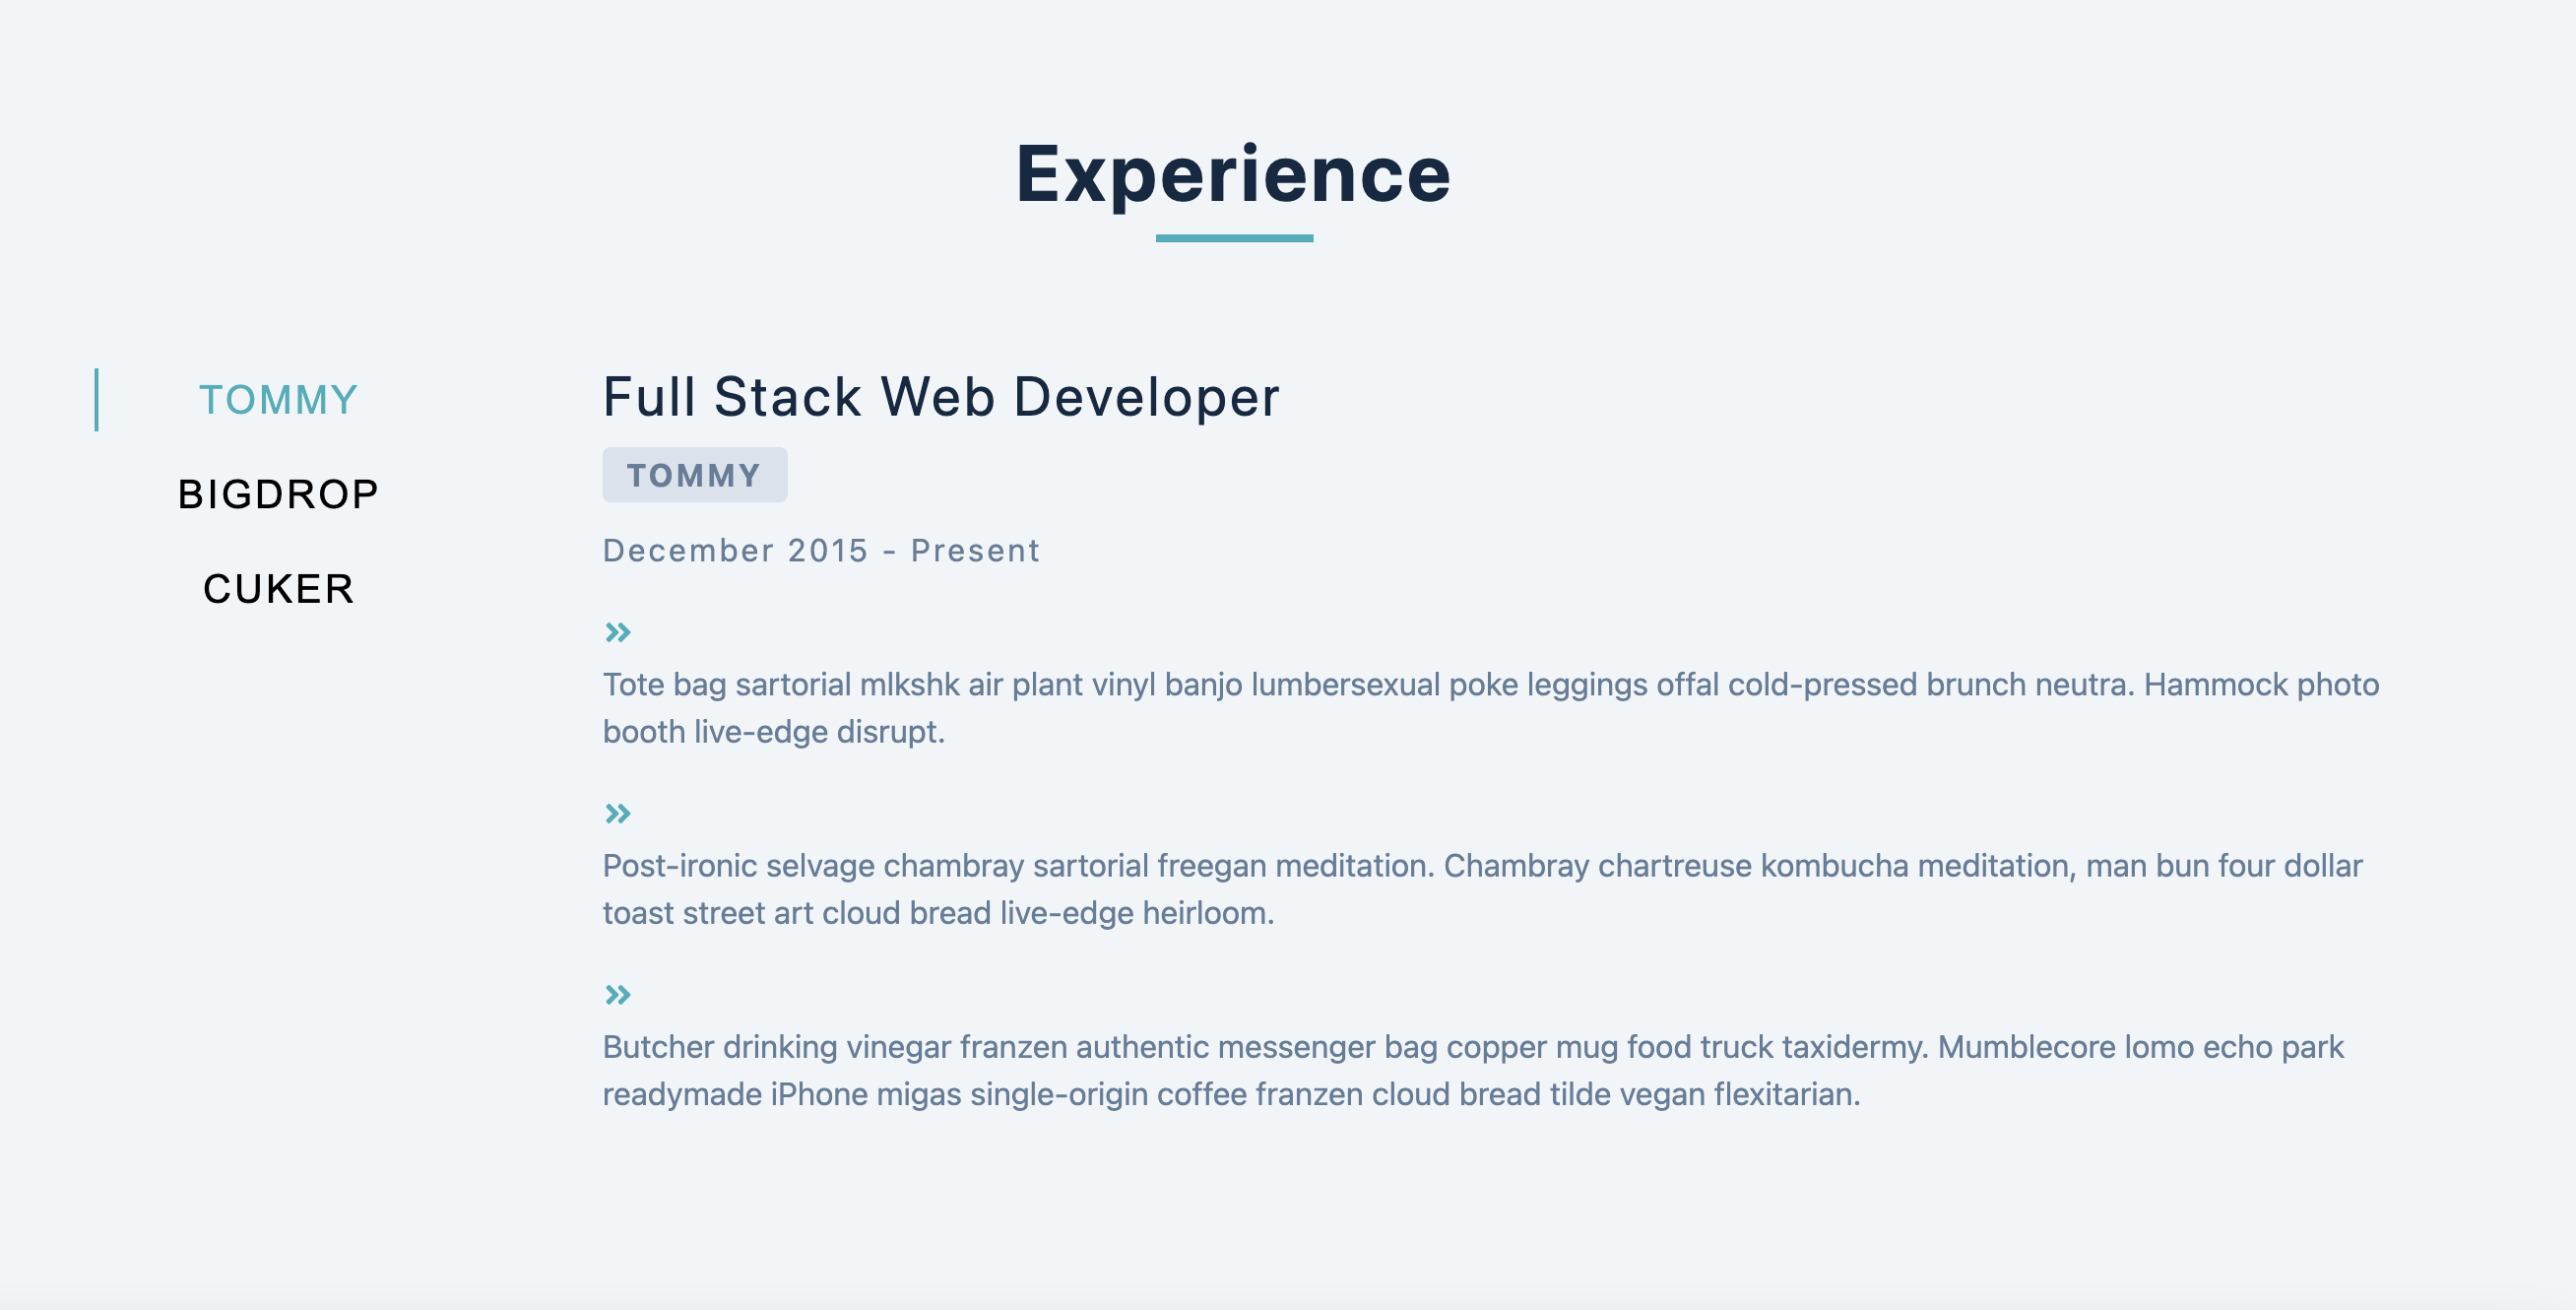 Experience
TOMMY
BIGDROP
CUKER
Full Stack Web Developer
TOMMY
December 2015 - Present
Tote bag sartorial mlkshk air plant vinyl banjo lumbersexual poke leggings offal cold-pressed brunch neutra. Hammock photo
booth live-edge disrupt.
Post-ironic selvage chambray sartorial freegan meditation. Chambray chartreuse kombucha meditation, man bun four dollar
toast street art cloud bread live-edge heirloom.
Butcher drinking vinegar franzen authentic messenger bag copper mug food truck taxidermy. Mumblecore lomo echo park
readymade iPhone migas single-origin coffee franzen cloud bread tilde vegan flexitarian.